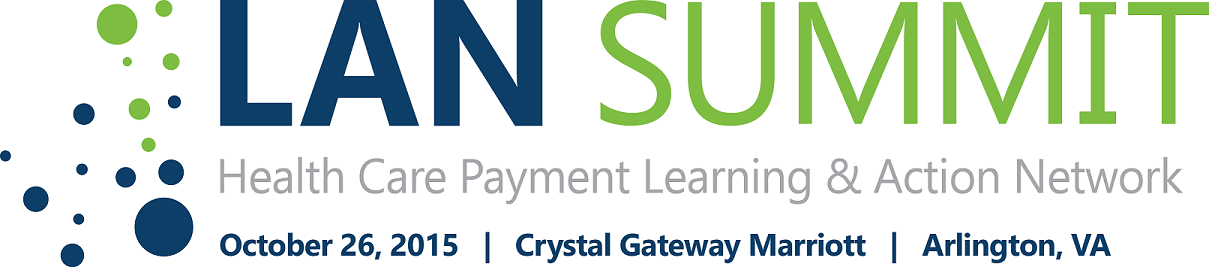 LAN SUMMIT
Health Care Payment Learning & Action Network
October 26, 2015 | Crystal Gateway Marriott | Arlington, VA